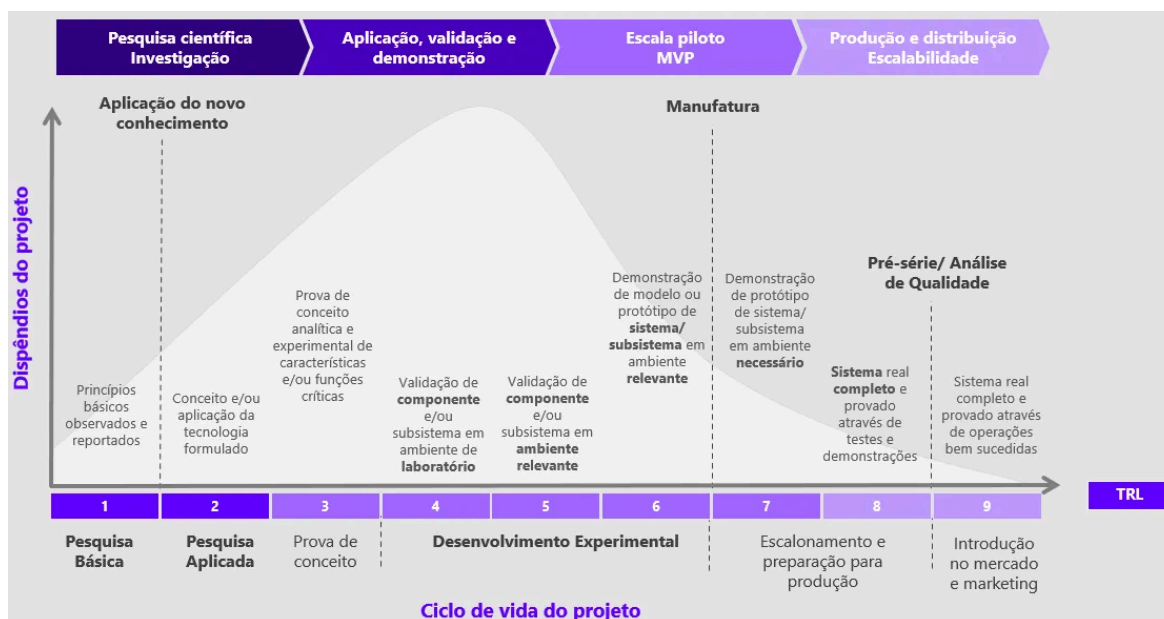 Pesquisa científica
Investigação
Aplicação, validação e
demonstração
Escala piloto
MVP
Produção e distribuição
Escalabilidade
Aplicação do novo
conhecimento
Manufatura
Pré-série/ Análise
de Qualidade
Dispêndios do projeto
Princípios
básicos
observados e
reportados
Conceito e/ou
aplicação da
tecnologia
formulado
Prova de
conceito
analítica e
experimental de
características
e/ou funções
críticas
Validação de
componente
e/ou
subsistema em
ambiente de
laboratório
Validação de
componente
e/ou
subsistema em
ambiente
relevante
Demonstração
de modelo ou
protótipo de
sistema/
subsistema em
ambiente
relevante
Demonstração
de protótipo
de sistema/
subsistema
em ambiente
necessário
Sistema real
completo e
provado
através de
testes e
demonstrações
Sistema real
completo e
provado através
de operações
bem sucedidas
1 2 3 4 5 6 7 8 9
TRL
Pesquisa
Básica
Pesquisa
Aplicada
Prova de
conceito
Desenvolvimento Experimental
Escalonamento e
preparação para
produção
Introdução
no mercado
e marketing
Ciclo de vida do projeto